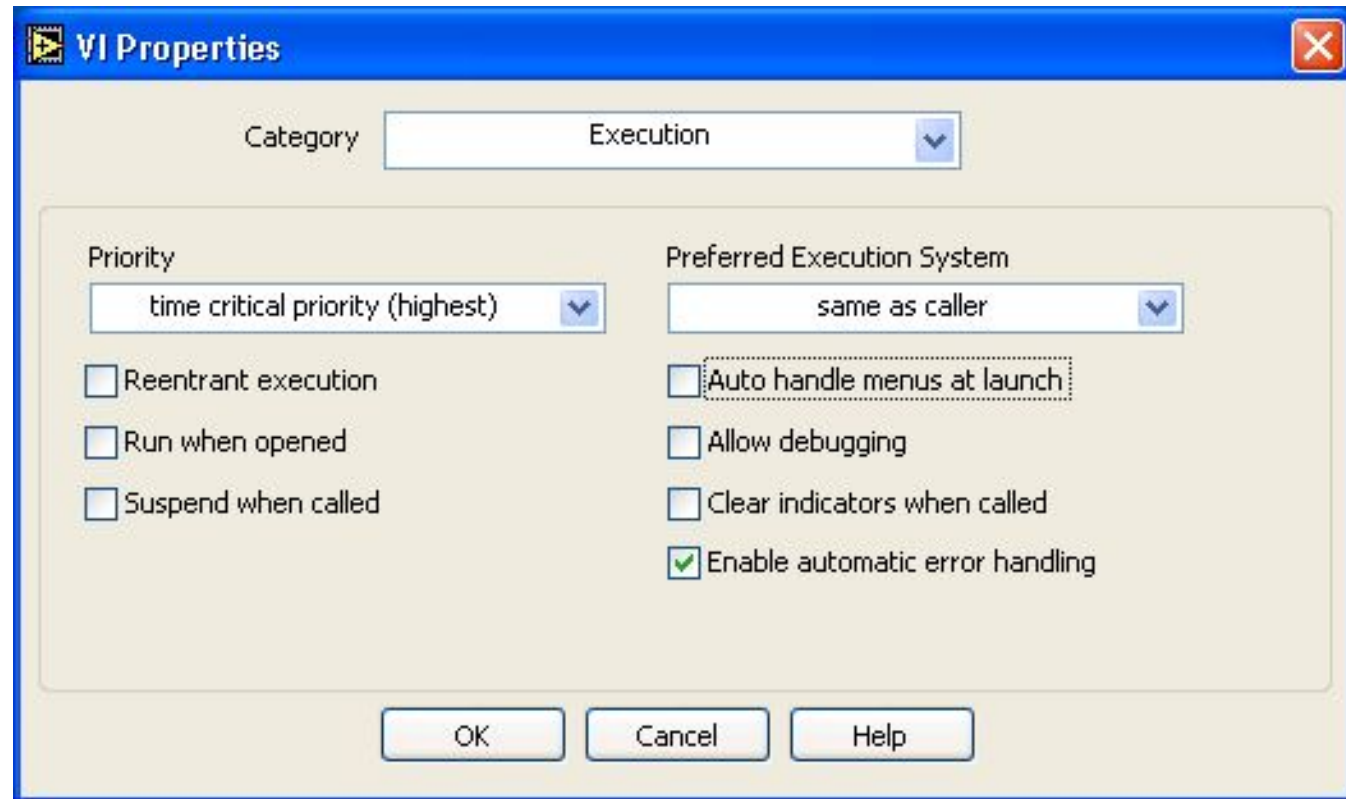 VI Properties
Category Execution
Priority Preferred Execution System
time critical priority (highest) same as caller
Reentrant execution Auto handle menus at launch
Run when opened Allow debugging
Suspend when called Clear indicators when called
Enable automatic error handling
OK Cancel Help